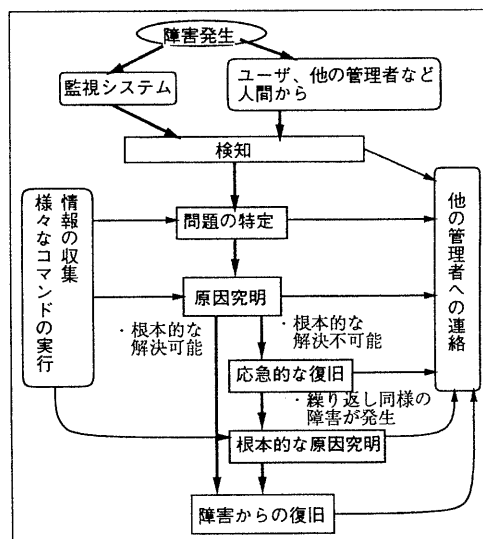 障害発生
監視システム
ユーザ、他の管理者など
人間から
検知
情報の収集
様々なコマンドの実行
問題の特定
他の管理者への連絡
原因究明
・根本的な
解決可能
・根本的な
解決不可能
応急的な復旧
・繰り返し同様の
障害が発生
根本的な原因究明
障害からの復旧